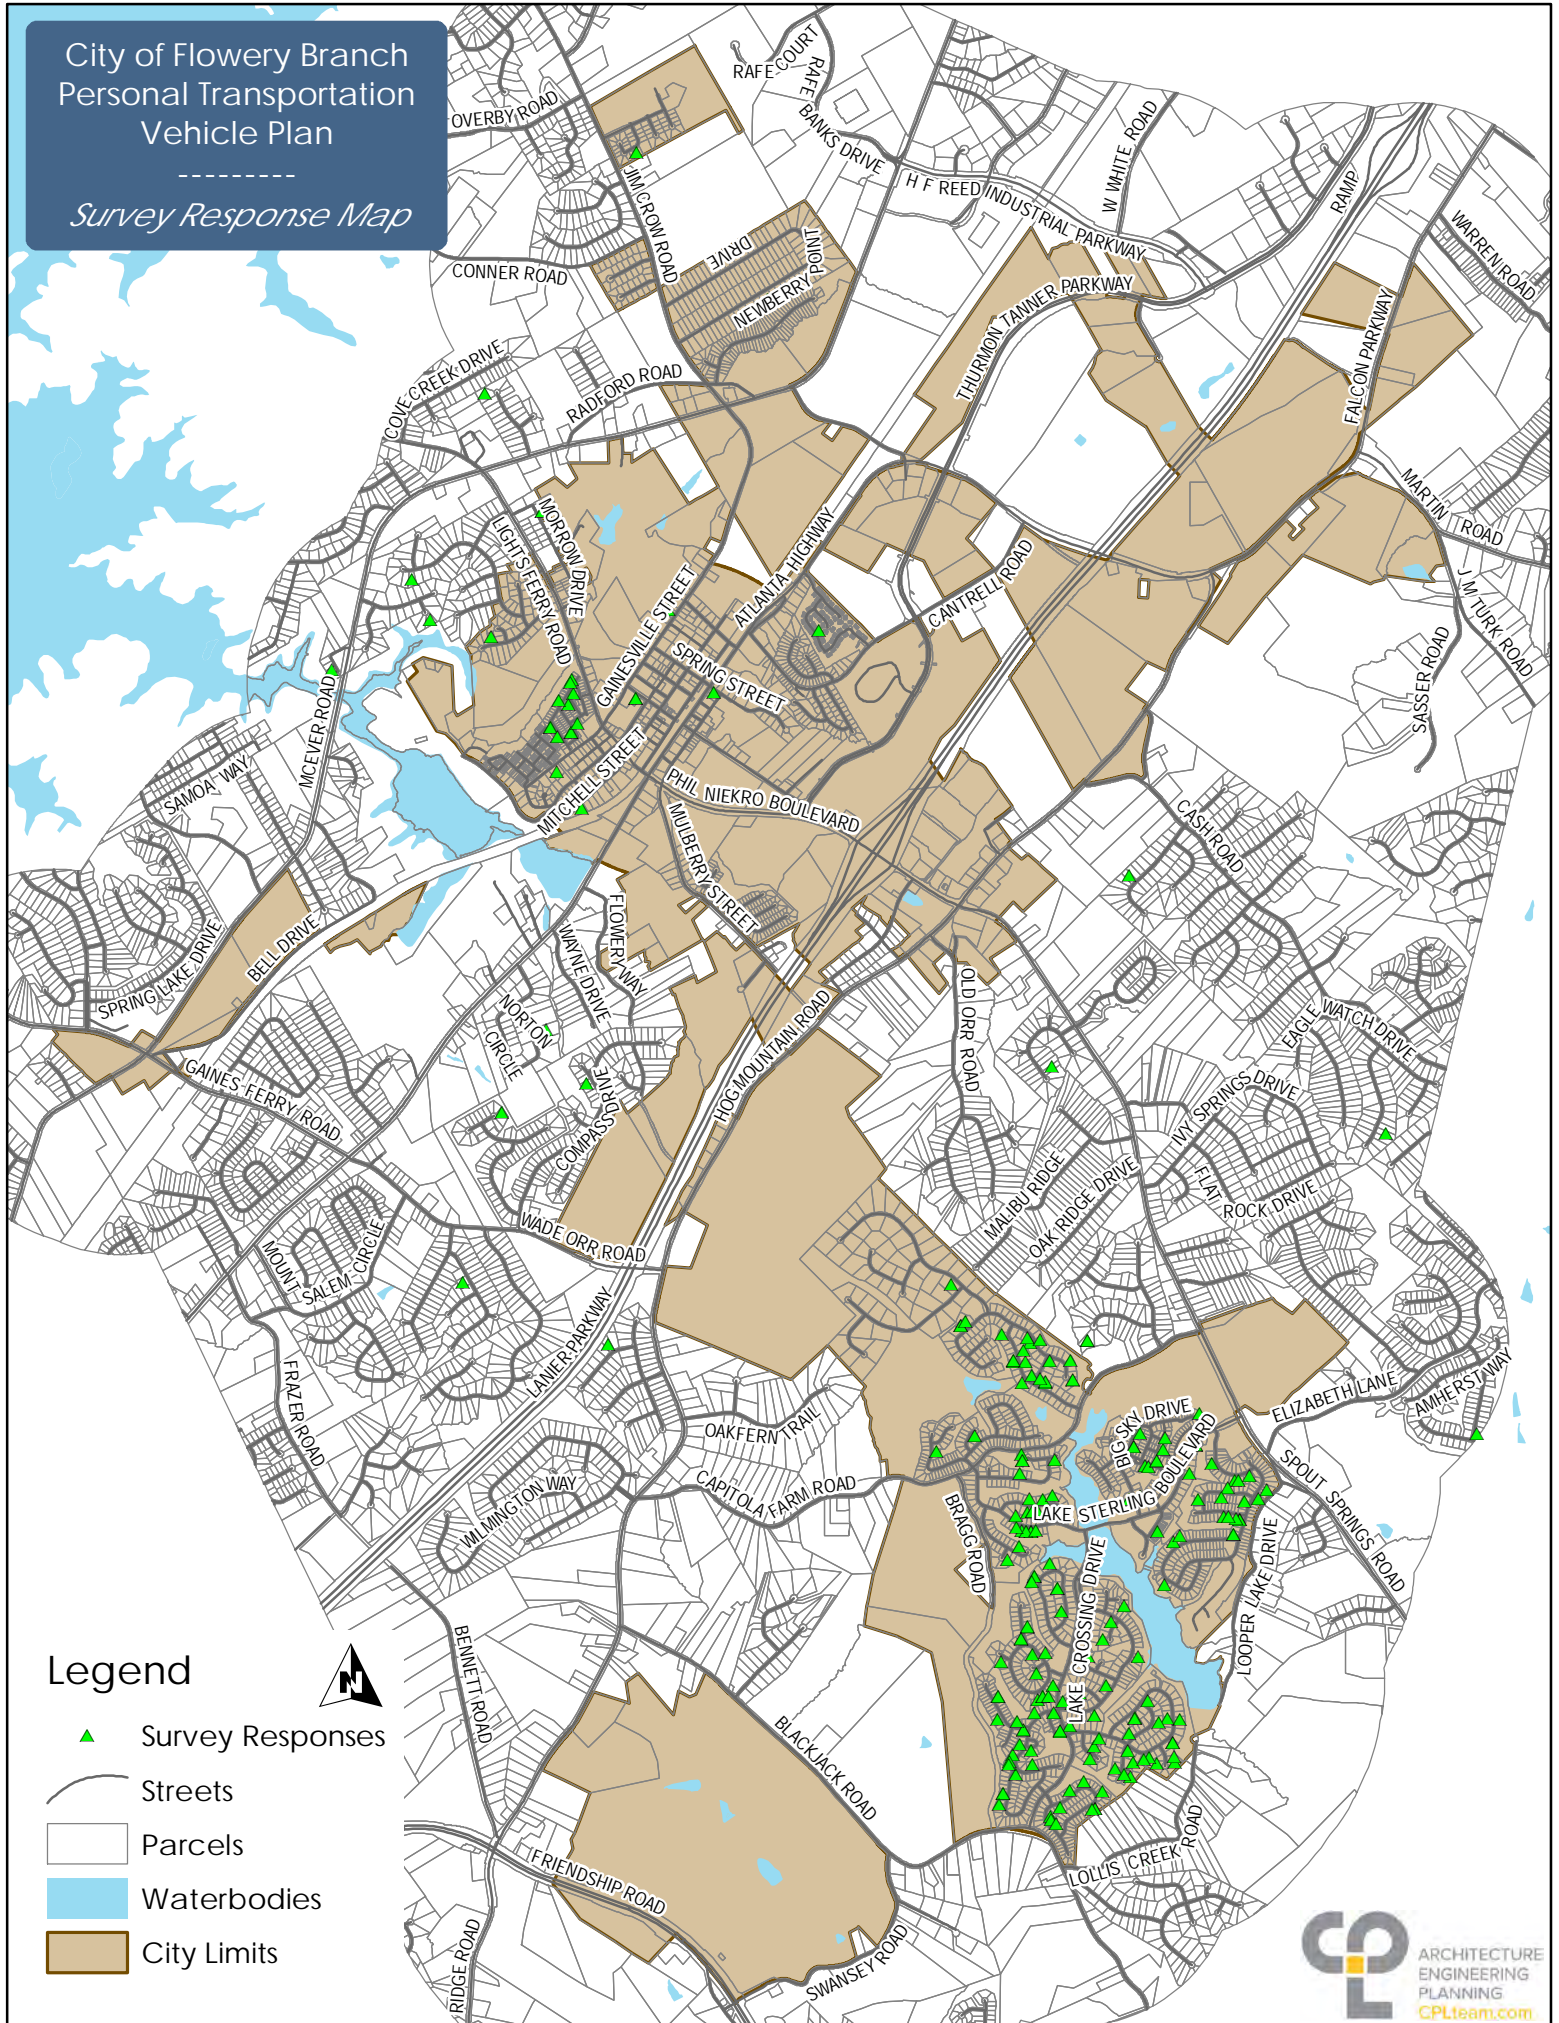 City of Flowery Branch
Personal Transportation
Vehicle Plan
---------
Survey Response Map
OVERBY ROAD
RAFE COURT
RAFE BANKS DRIVE
H F REED INDUSTRIAL PARKWAY
W WHITE ROAD
RAMP
WARREN ROAD
JIM CROW ROAD
CONNER ROAD
DRIVE
NEWBERRY POINT
THURMON TANNER PARKWAY
FALCON PARKWAY
COVE CREEK DRIVE
RADFORD ROAD
MARTIN ROAD
J M TURK ROAD
SASSER ROAD
MORROW DRIVE
LIGHTS FERRY ROAD
GAINESVILLE STREET
ATLANTA HIGHWAY
CANTRELL ROAD
SPRING STREET
MCEVER ROAD
SAMOA WAY
MITCHELL STREET
PHIL NIEKRO BOULEVARD
MULBERRY STREET
CASH ROAD
SPRING LAKE DRIVE
BELL DRIVE
FLOWERY WAY
WAYNE DRIVE
NORTON CIRCLE
COMPASS DRIVE
HOG MOUNTAIN ROAD
OLD ORR ROAD
EAGLE WATCH DRIVE
IVY SPRINGS DRIVE
FLAT ROCK DRIVE
MALIBU RIDGE
OAK RIDGE DRIVE
GAINES FERRY ROAD
WADE ORR ROAD
MOUNT SALEM CIRCLE
LANIER PARKWAY
FRAZER ROAD
OAKFERN TRAIL
CAPITOLA FARM ROAD
WILMINGTON WAY
BIG SKY DRIVE
ELIZABETH LANE
AMHERST WAY
SPOUT SPRINGS ROAD
LAKE STERLING BOULEVARD
BRAGG ROAD
LAKE CROSSING DRIVE
LOOPER LAKE DRIVE
BENNETT ROAD
BLACKJACK ROAD
LOLLIS CREEK ROAD
FRIENDSHIP ROAD
SWANSEY ROAD
RIDGE ROAD
Legend
N
Survey Responses
Streets
Parcels
Waterbodies
City Limits
CPL
ARCHITECTURE
ENGINEERING
PLANNING
CPLteam.com